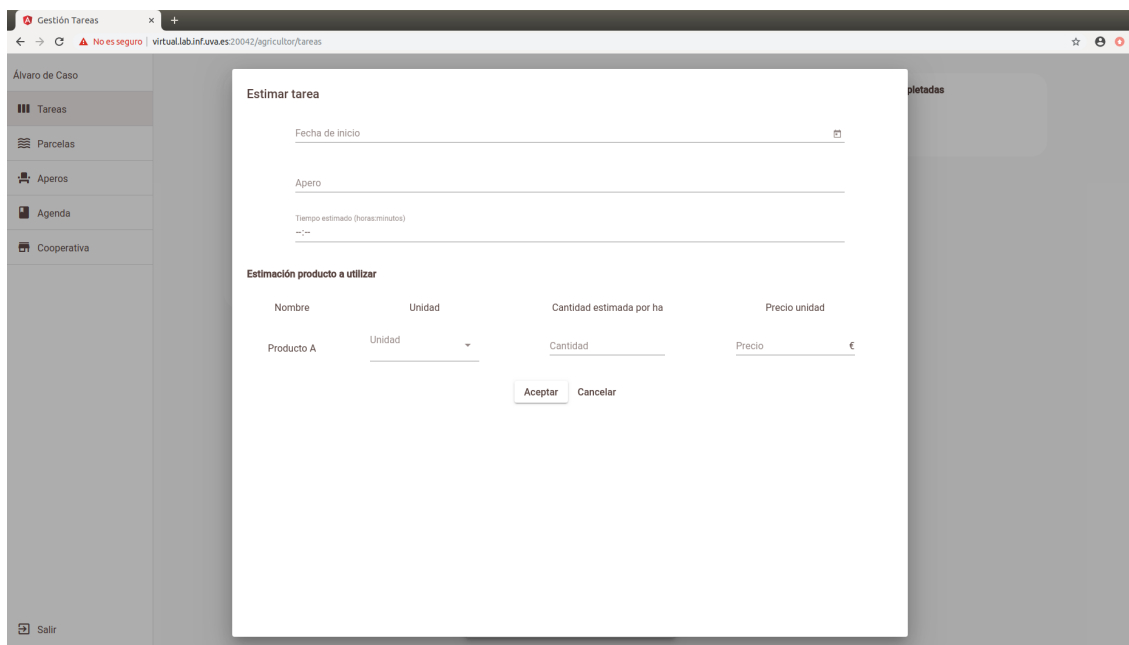 Gestión Tareas
No es seguro | virtual.lab.inf.uva.es:20042/agricultor/tareas
Álvaro de Caso
Tareas
Parcelas
Aperos
Agenda
Cooperativa
Salir
pletadas
Estimar tarea
Fecha de inicio
Apero
Tiempo estimado (horas:minutos)
--:--
Estimación producto a utilizar
Nombre Unidad Cantidad estimada por ha Precio unidad
Producto A Unidad Cantidad Precio €
Aceptar Cancelar